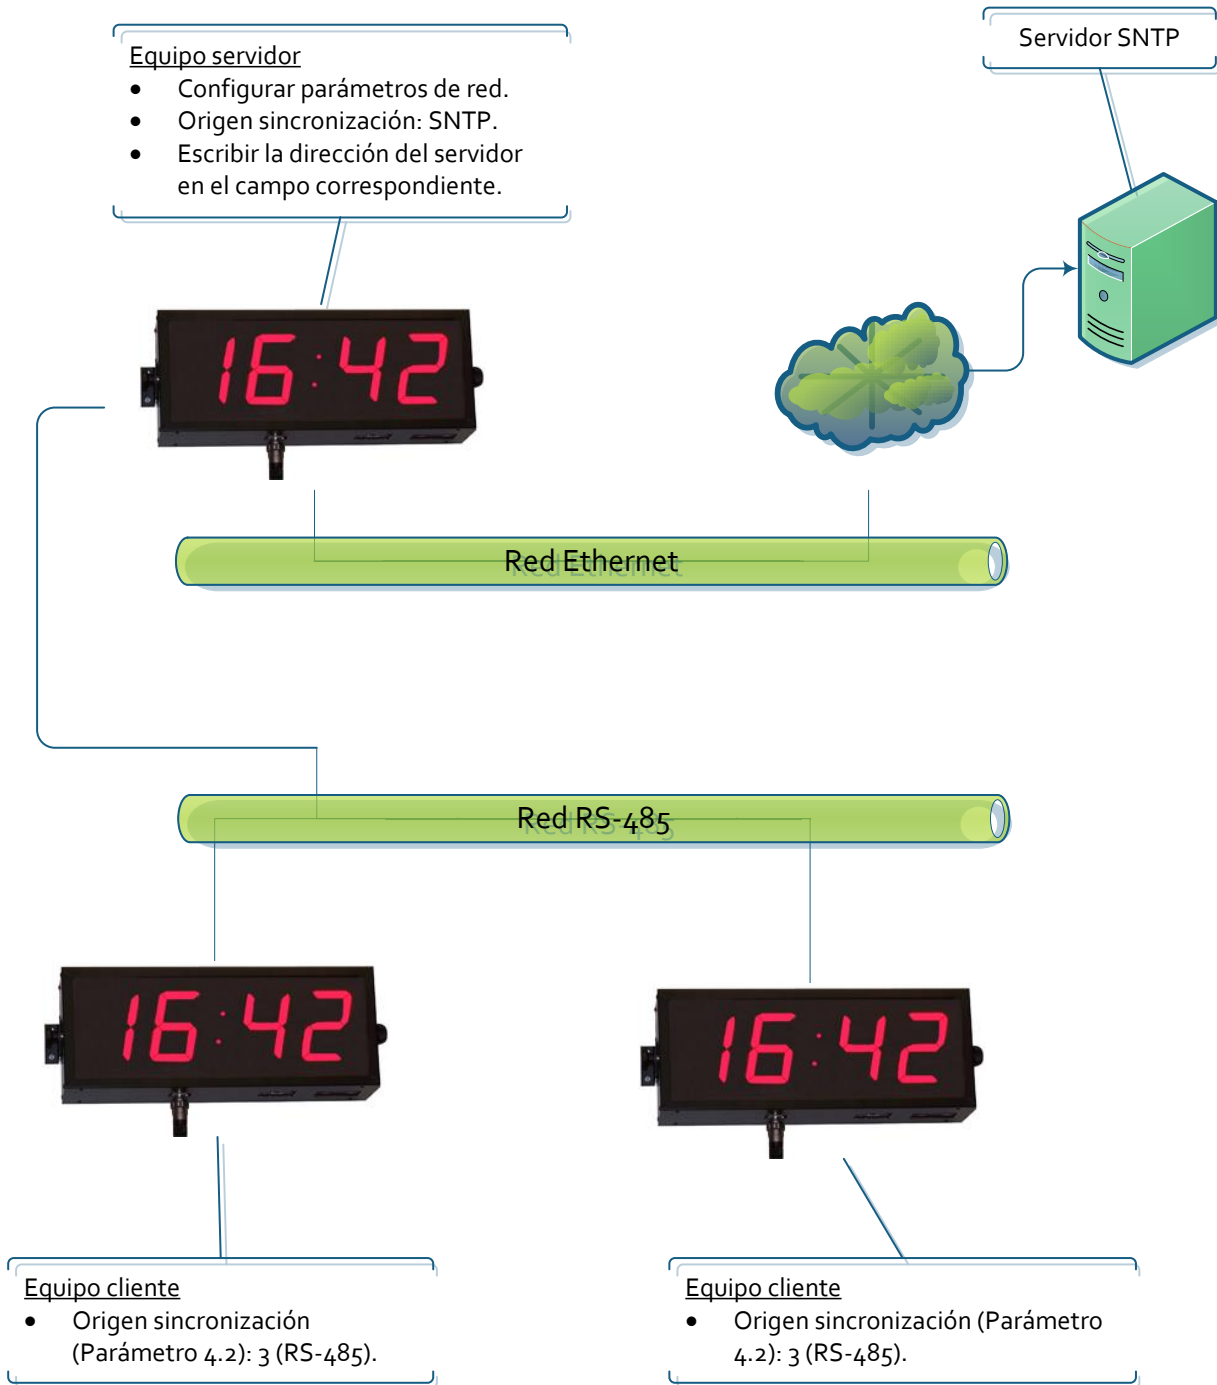 Equipo servidor
• Configurar parámetros de red.
• Origen sincronización: SNTP.
• Escribir la dirección del servidor
en el campo correspondiente.
Servidor SNTP
16:42
Red Ethernet
Red RS-485
16:42
16:42
Equipo cliente
• Origen sincronización
(Parámetro 4.2): 3 (RS-485).
Equipo cliente
• Origen sincronización (Parámetro
4.2): 3 (RS-485).